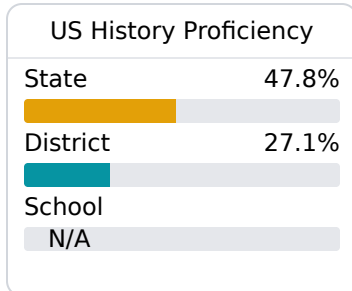 US History Proficiency
State 47.8%
District 27.1%
School
N/A